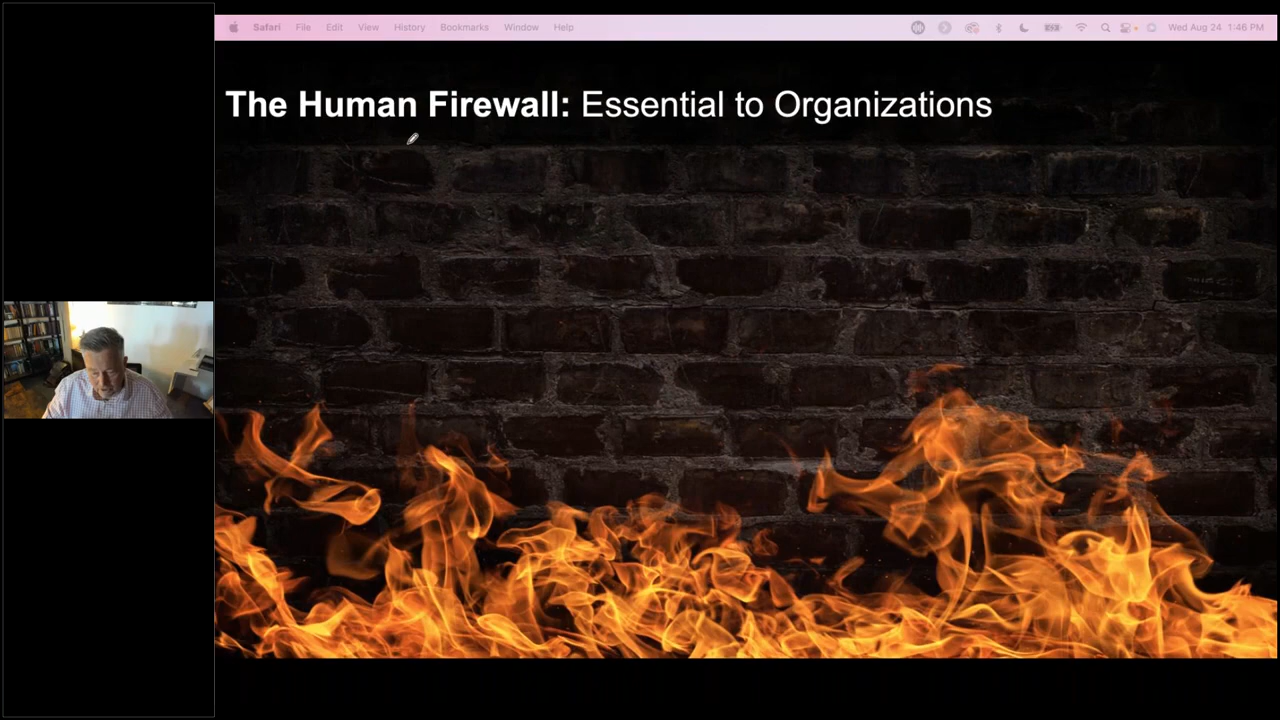 Safari File Edit View History Bookmarks Window Help Wed Aug 24 1:46 PM
The Human Firewall: Essential to Organizations